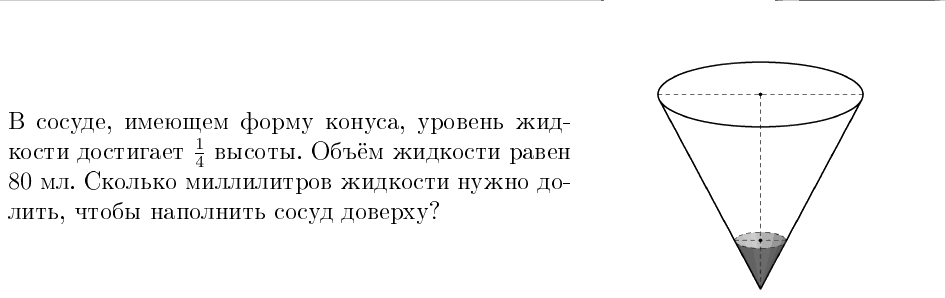 В сосуде, имеющем форму конуса, уровень жид-
кости достигает 1/4 высоты. Объём жидкости равен
80 мл. Сколько миллилитров жидкости нужно до-
лить, чтобы наполнить сосуд доверху?